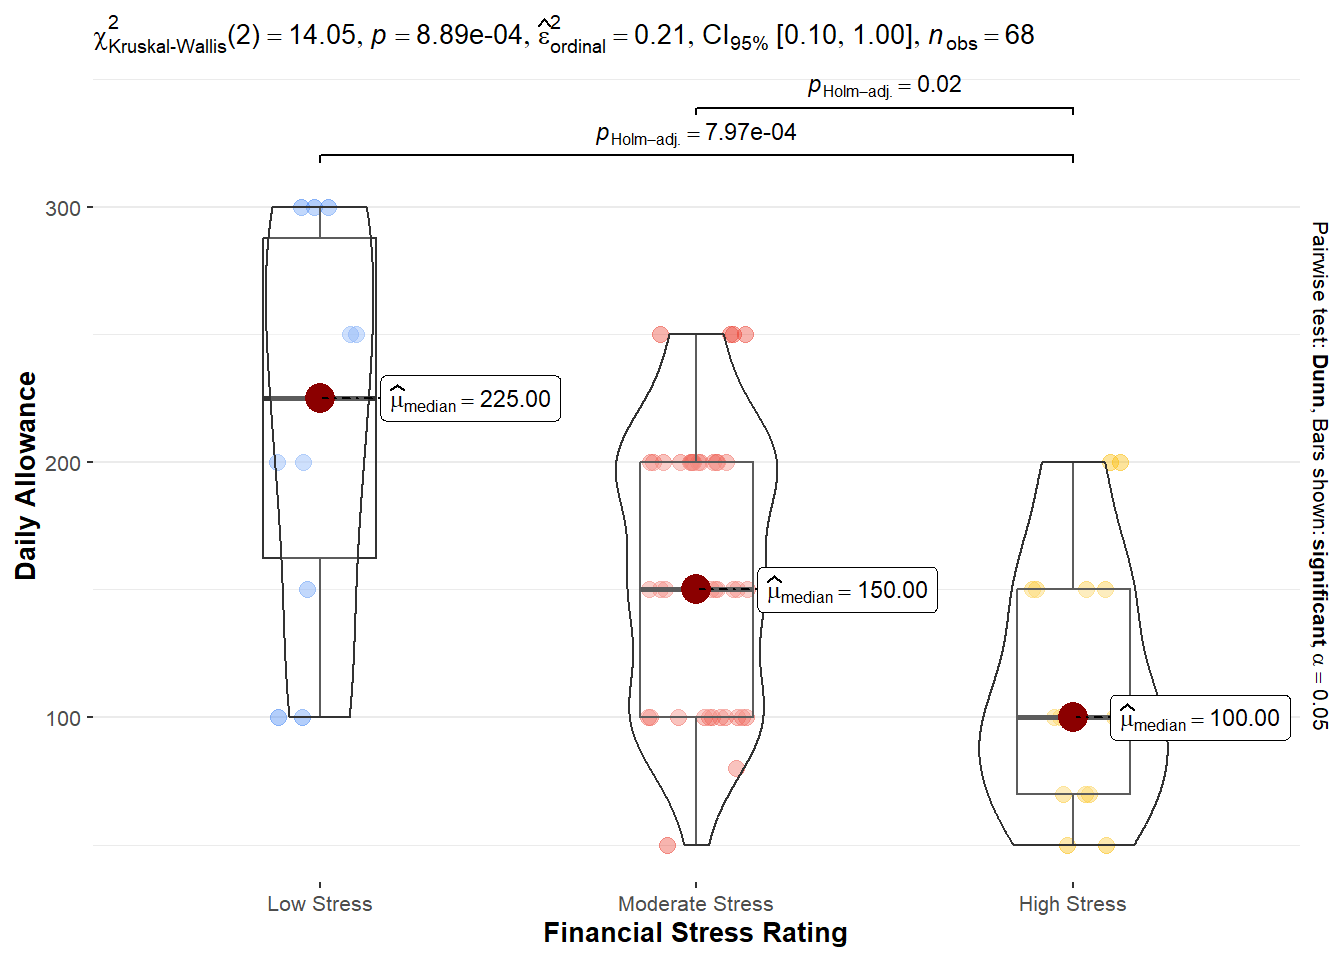 χ²Kruskal-Wallis(2) = 14.05, p = 8.89e-04, ε̂²ordinal = 0.21, CI95% [0.10, 1.00], nobs = 68
pHolm−adj. = 0.02
pHolm−adj. = 7.97e-04
300
200
100
Daily Allowance
μ̂median = 225.00
μ̂median = 150.00
μ̂median = 100.00
Pairwise test: Dunn, Bars shown: significant, α = 0.05
Low Stress
Moderate Stress
High Stress
Financial Stress Rating